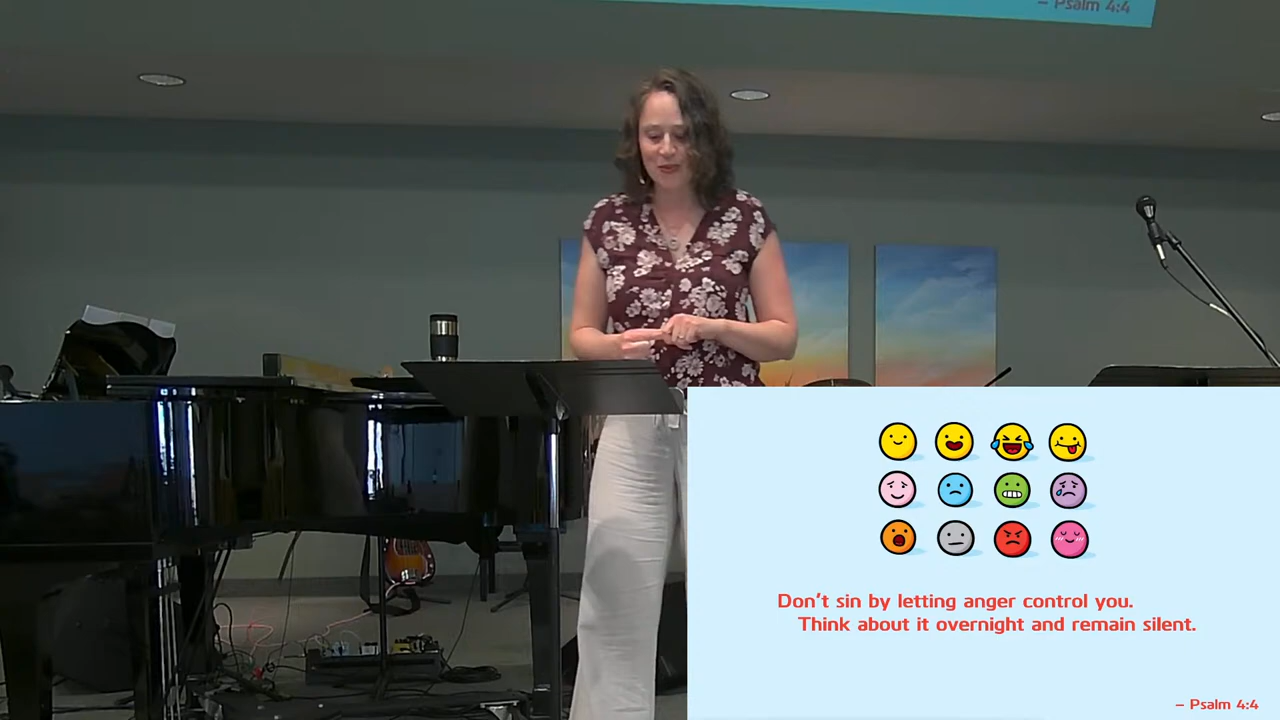 – Psalm 4:4
Don't sin by letting anger control you.
Think about it overnight and remain silent.
– Psalm 4:4